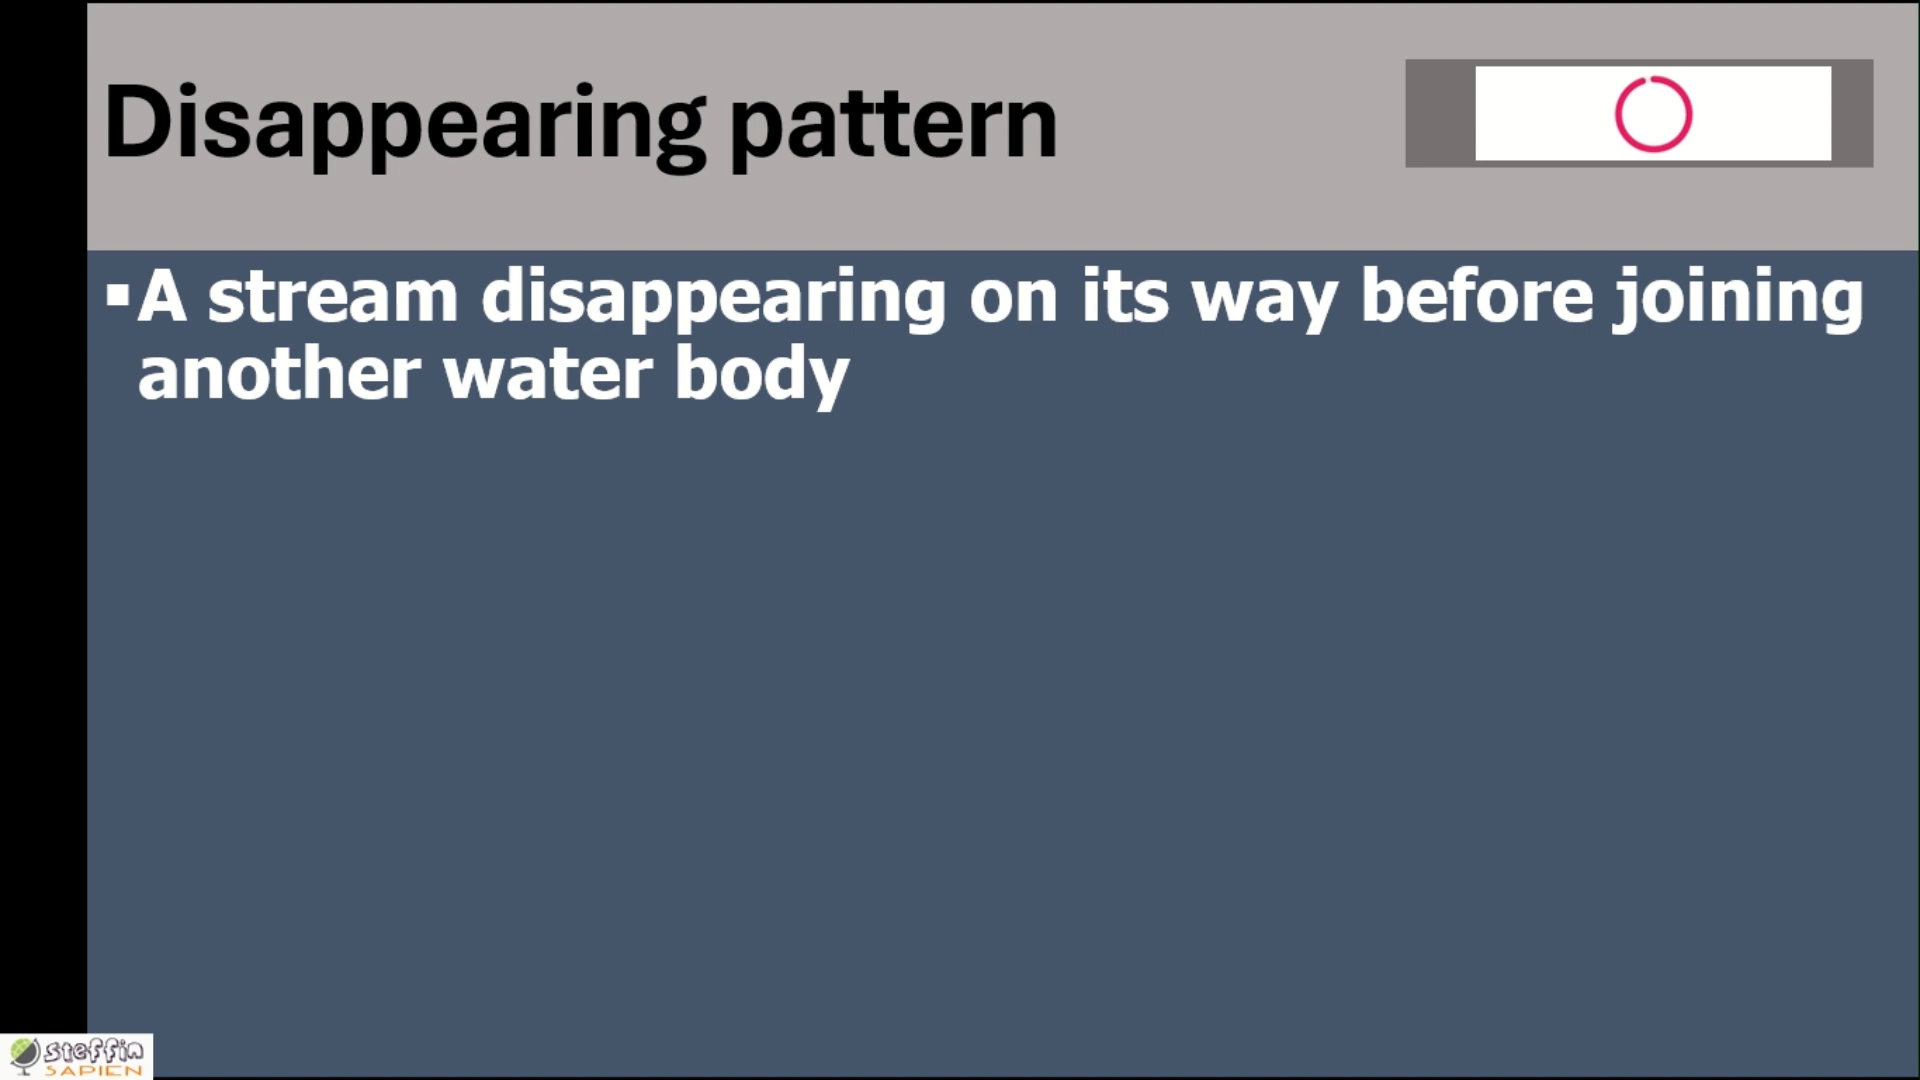 Disappearing pattern
▪A stream disappearing on its way before joining
another water body
steffin
SAPIEN